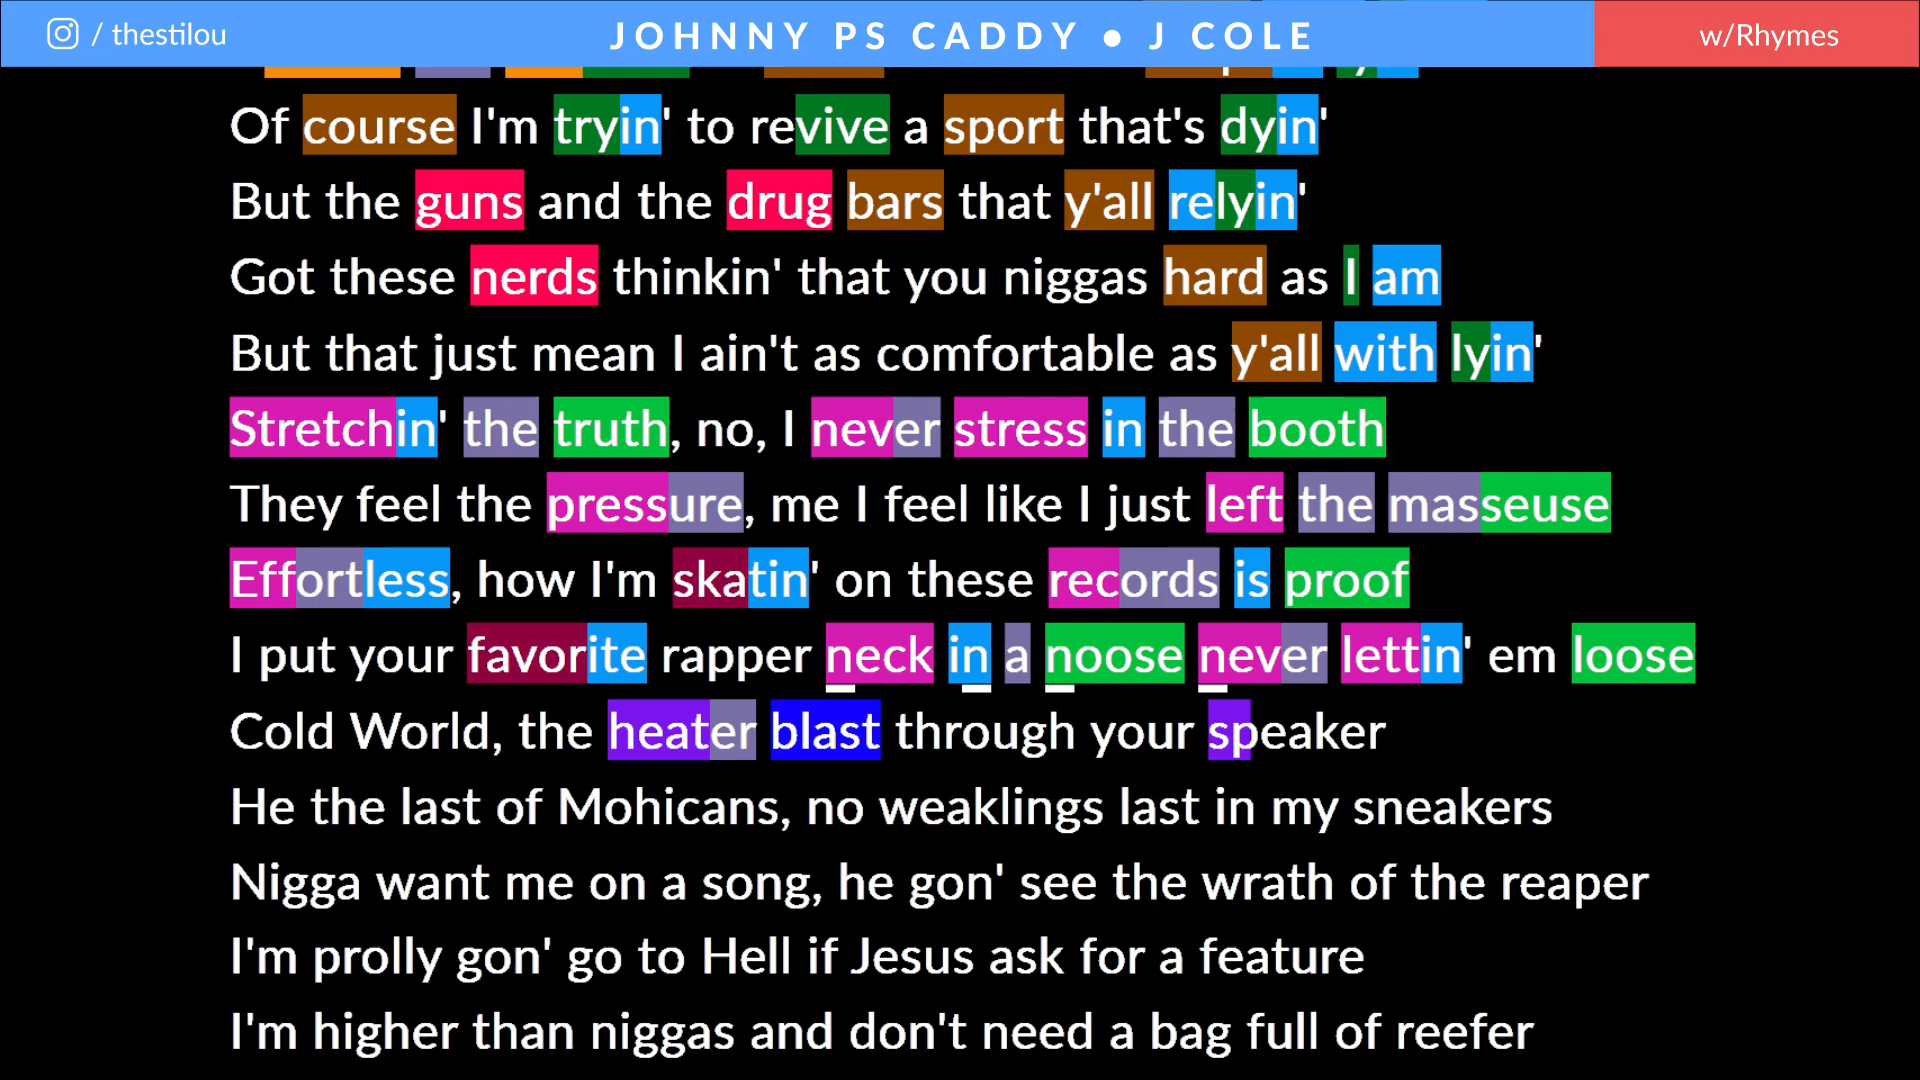 / thestilou
JOHNNY PS CADDY • J COLE
w/Rhymes
Of course I'm tryin' to revive a sport that's dyin'
But the guns and the drug bars that y'all relyin'
Got these nerds thinkin' that you niggas hard as I am
But that just mean I ain't as comfortable as y'all with lyin'
Stretchin' the truth, no, I never stress in the booth
They feel the pressure, me I feel like I just left the masseuse
Effortless, how I'm skatin' on these records is proof
I put your favorite rapper neck in a noose never lettin' em loose
Cold World, the heater blast through your speaker
He the last of Mohicans, no weaklings last in my sneakers
Nigga want me on a song, he gon' see the wrath of the reaper
I'm prolly gon' go to Hell if Jesus ask for a feature
I'm higher than niggas and don't need a bag full of reefer